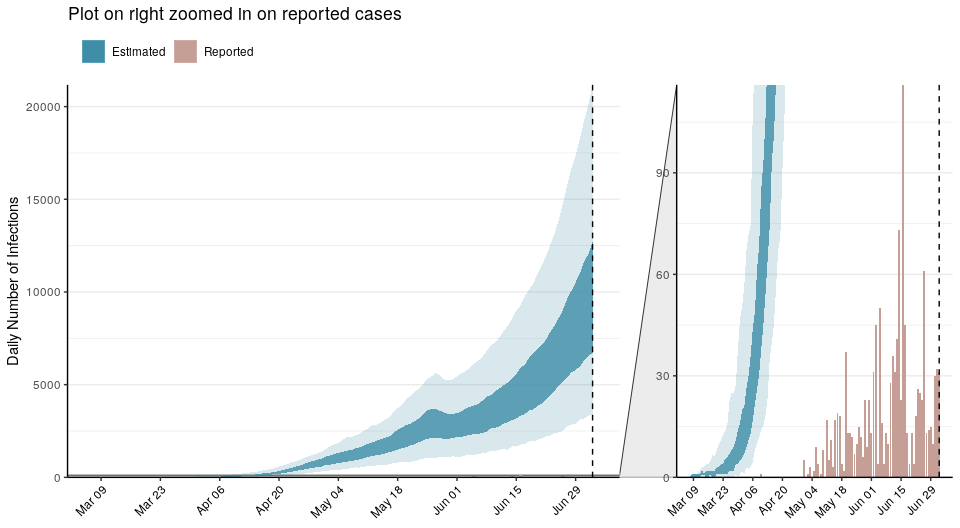 Plot on right zoomed in on reported cases
Estimated Reported
Daily Number of Infections
20000
15000
10000
5000
0
Mar 09 Mar 23 Apr 06 Apr 20 May 04 May 18 Jun 01 Jun 15 Jun 29
90
60
30
0
Mar 09 Mar 23 Apr 06 Apr 20 May 04 May 18 Jun 01 Jun 15 Jun 29